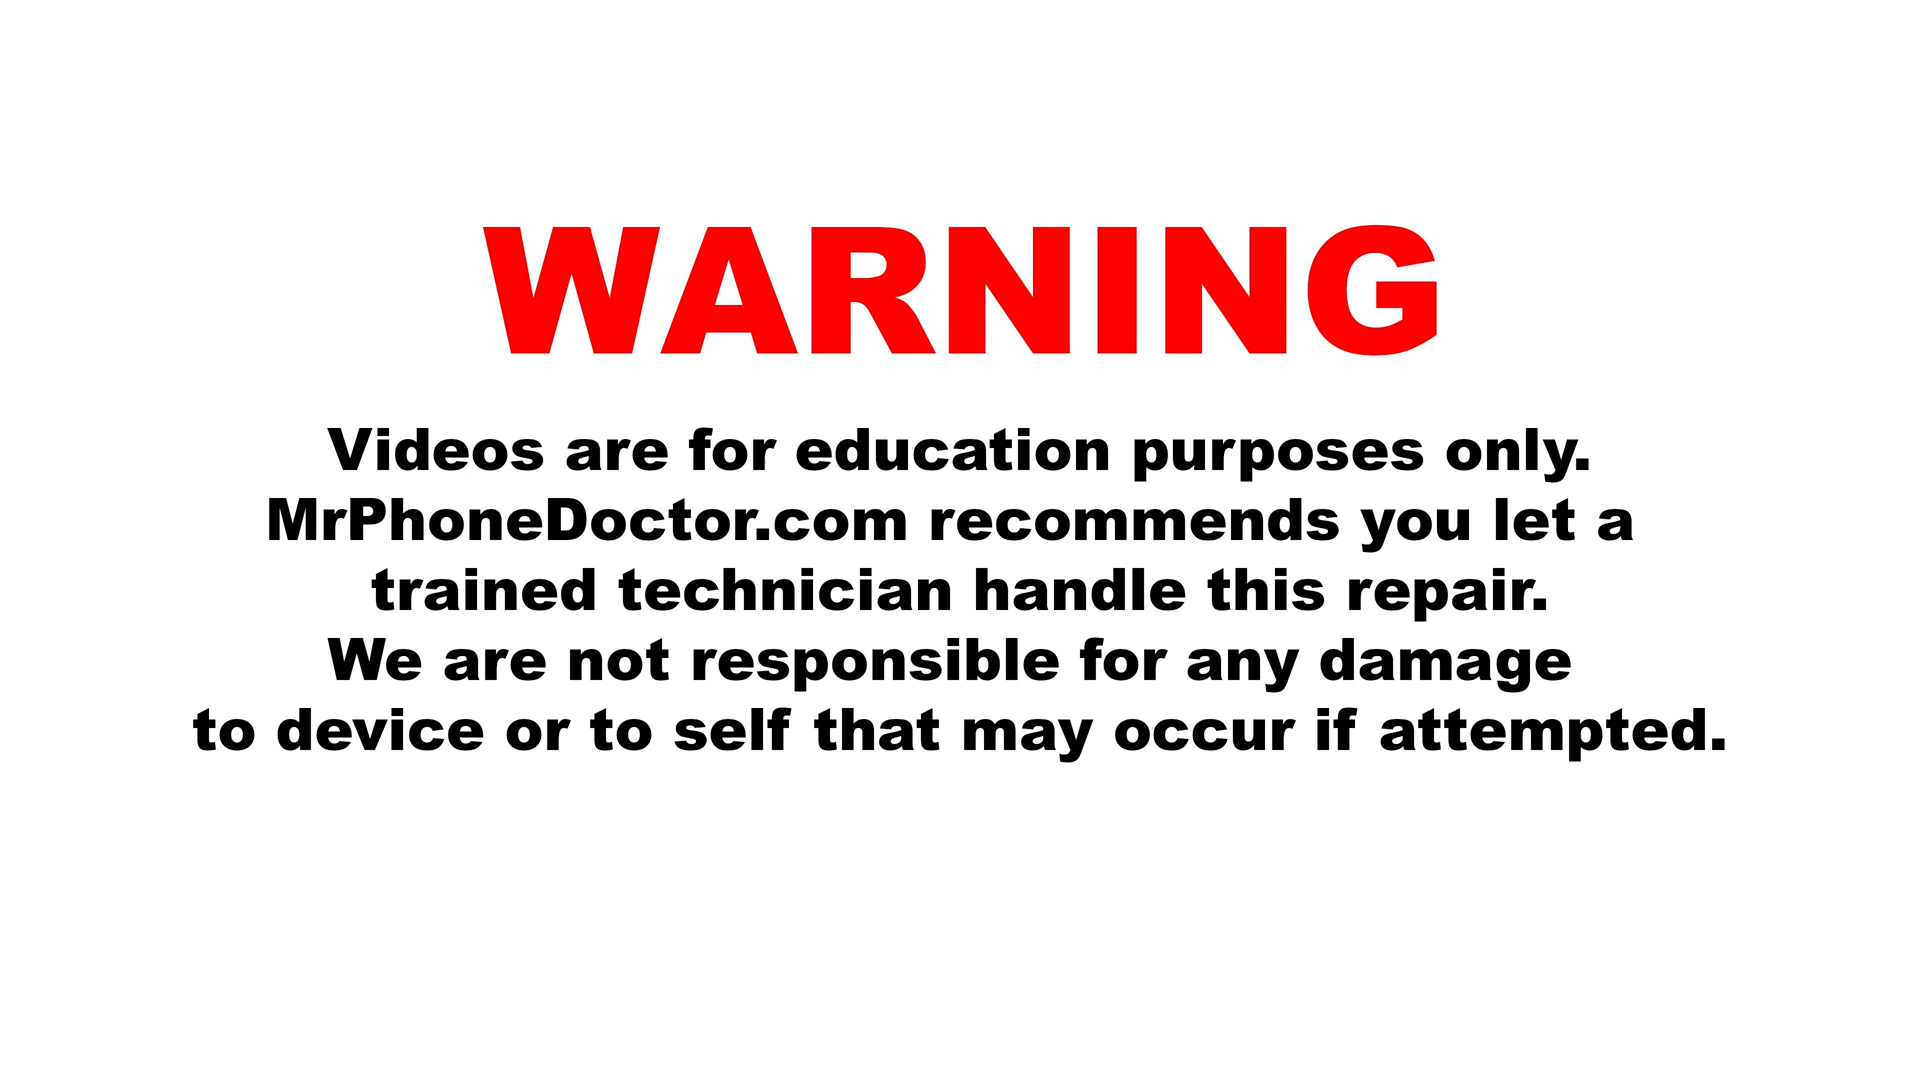 WARNING
Videos are for education purposes only.
MrPhoneDoctor.com recommends you let a
trained technician handle this repair.
We are not responsible for any damage
to device or to self that may occur if attempted.